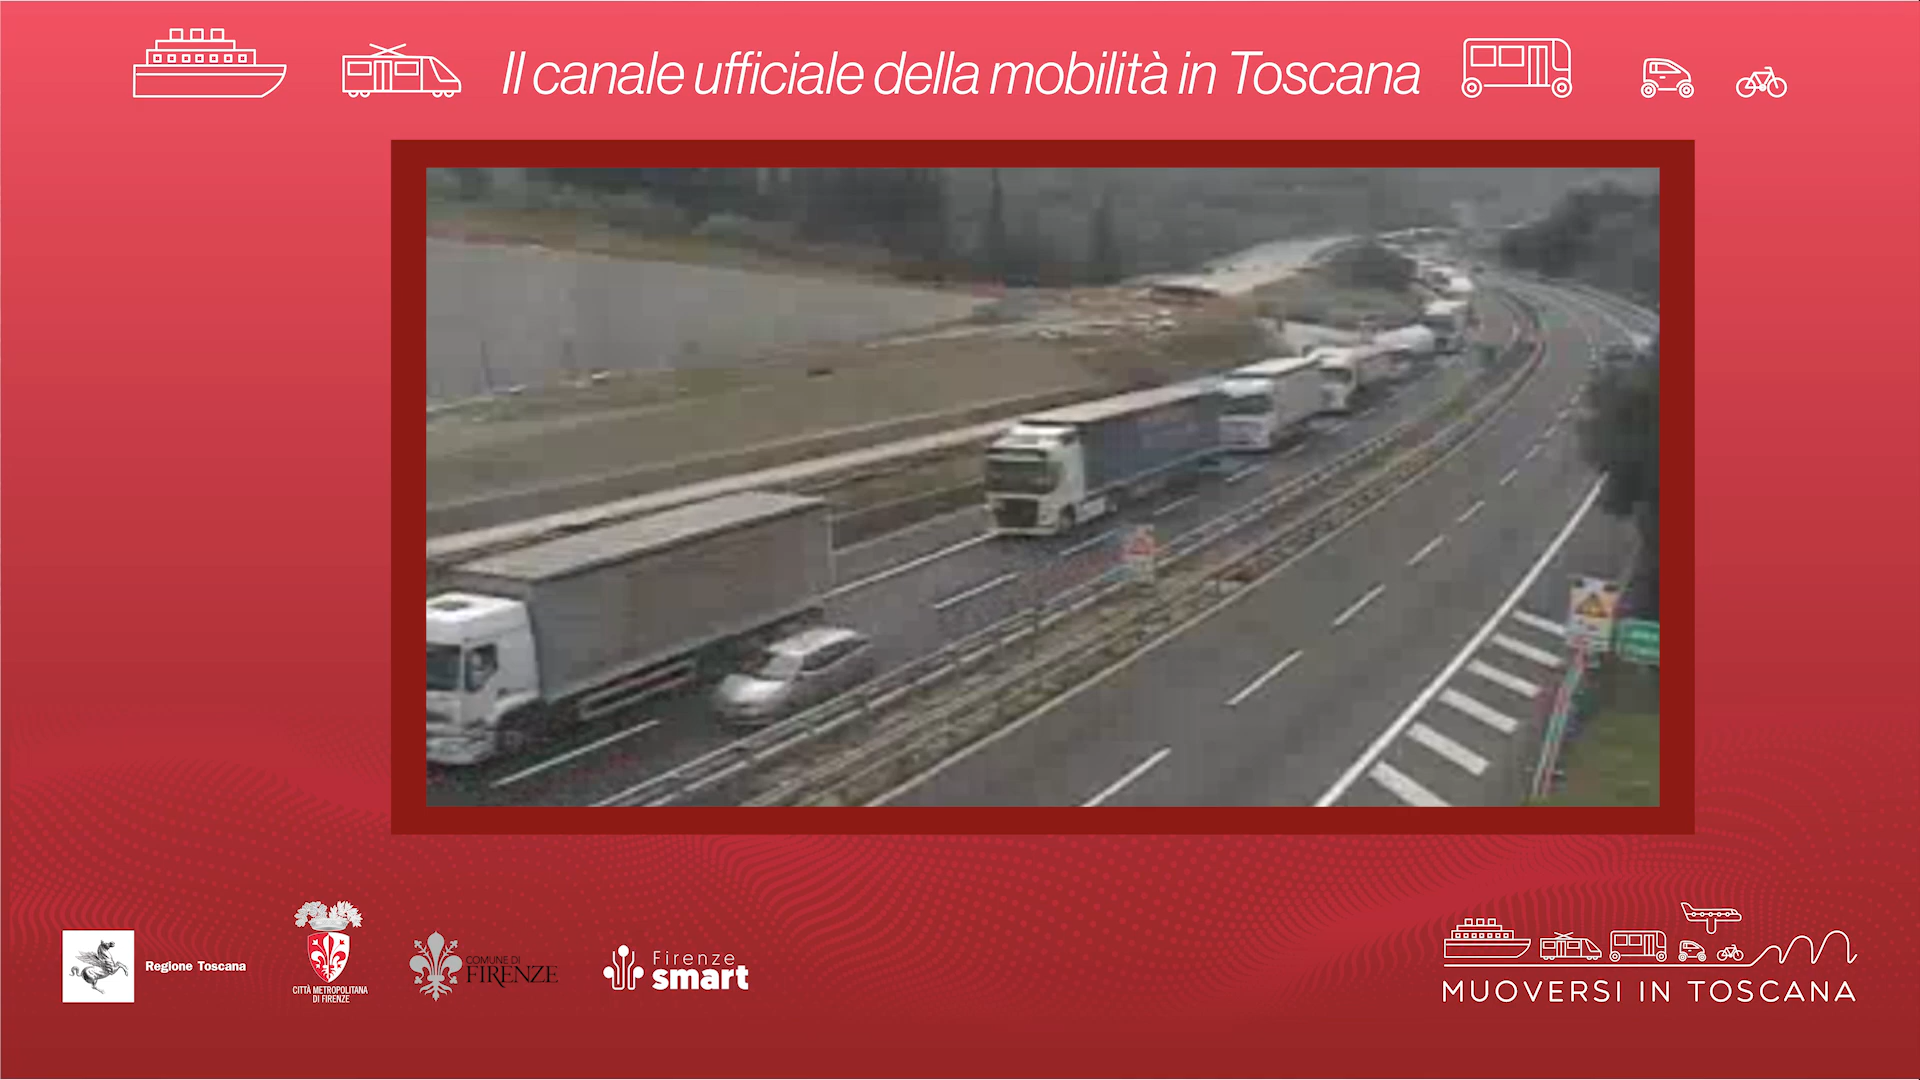 Il canale ufficiale della mobilità in Toscana
Regione Toscana
CITTÀ METROPOLITANA
DI FIRENZE
COMUNE DI
FIRENZE
Firenze
smart
MUOVERSI IN TOSCANA